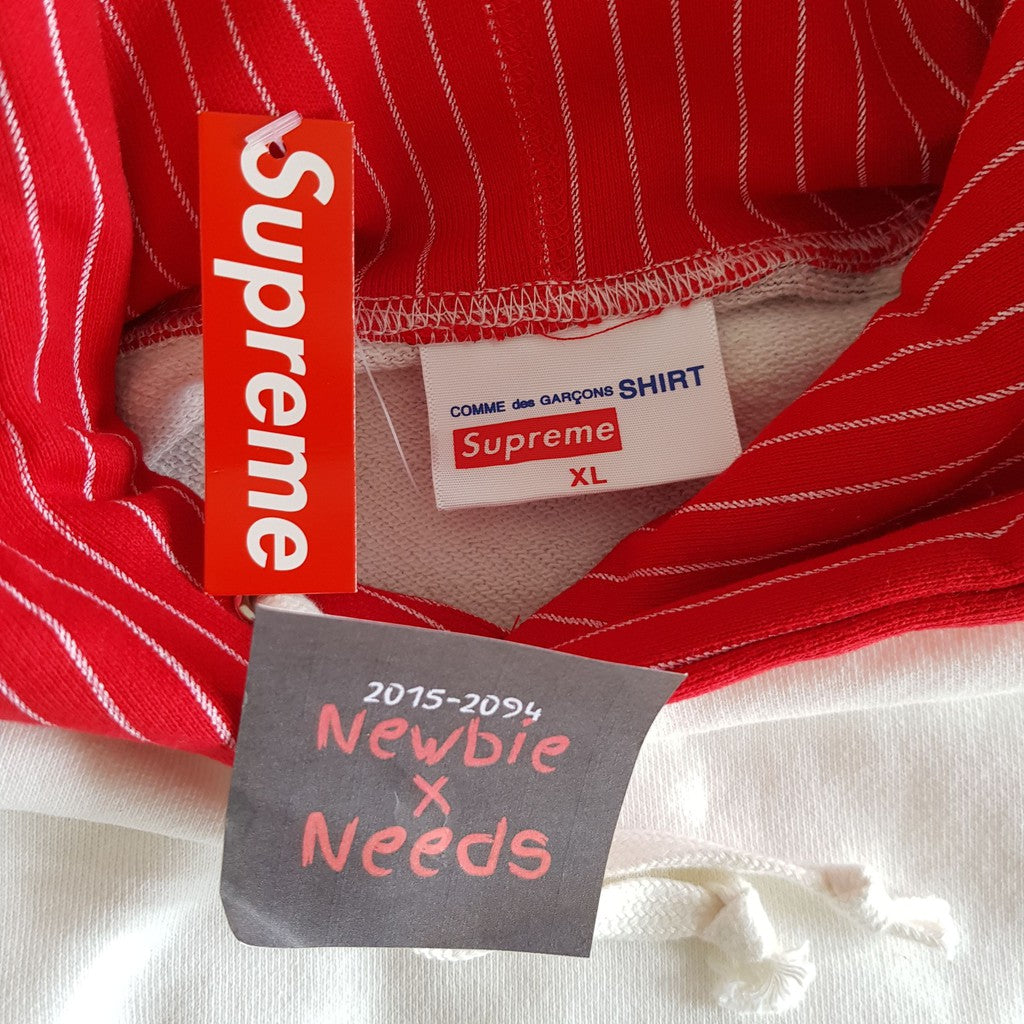 Supreme
COMME des GARÇONS SHIRT
Supreme
XL
2015-2094
Newbie
x
Needs